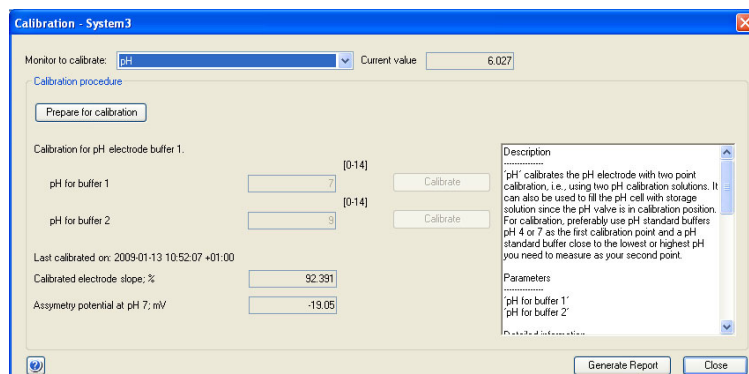 Calibration - System3
Monitor to calibrate: pH Current value 6.027
Calibration procedure
Prepare for calibration
Calibration for pH electrode buffer 1.
[0-14]
pH for buffer 1 7 Calibrate
[0-14]
pH for buffer 2 9 Calibrate
Last calibrated on: 2009-01-13 10:52:07 +01:00
Calibrated electrode slope; % 92.391
Assymetry potential at pH 7; mV -19.05
Description
---------------
'pH' calibrates the pH electrode with two point
calibration, i.e., using two pH calibration solutions. It
can also be used to fill the pH cell with storage
solution since the pH valve is in calibration position.
For calibration, preferably use pH standard buffers
pH 4 or 7 as the first calibration point and a pH
standard buffer close to the lowest or highest pH
you need to measure as your second point.
Parameters
---------------
'pH for buffer 1'
'pH for buffer 2'
Detailed information
Generate Report Close